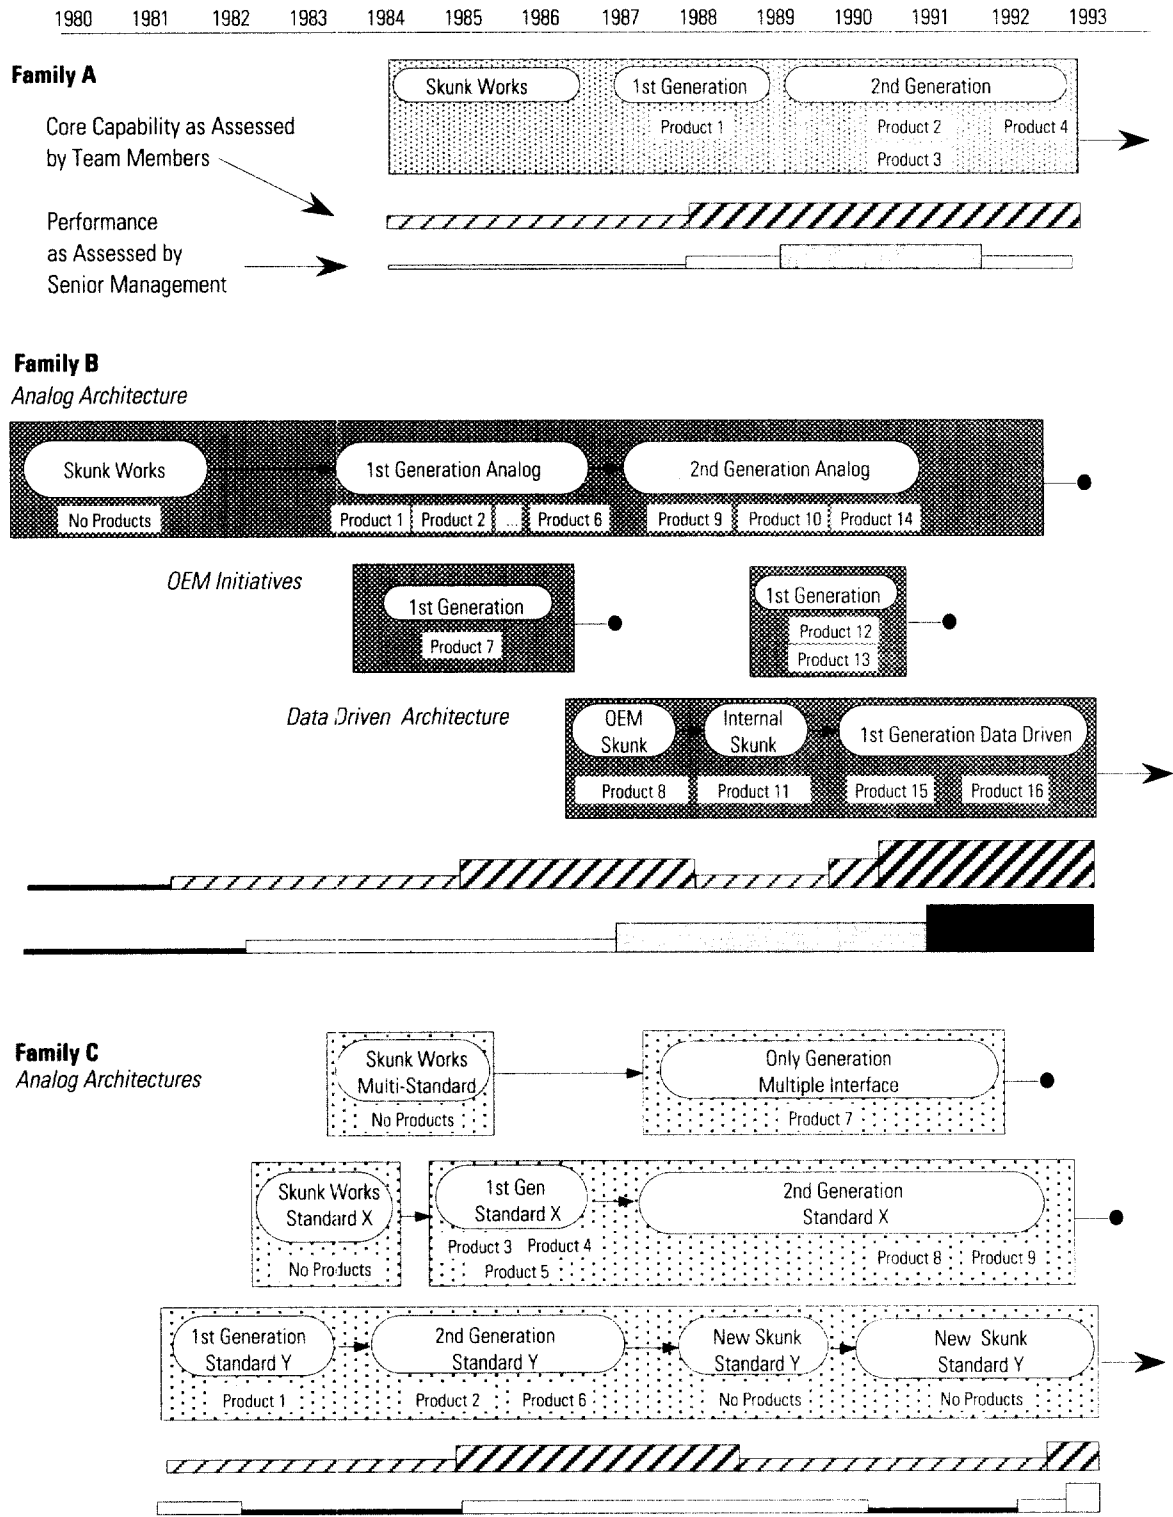 1980 1981 1982 1983 1984 1985 1986 1987 1988 1989 1990 1991 1992 1993
Family A
Skunk Works 1st Generation 2nd Generation
Product 1 Product 2 Product 4
Product 3
Core Capability as Assessed
by Team Members
Performance
as Assessed by
Senior Management
Family B
Analog Architecture
Skunk Works 1st Generation Analog 2nd Generation Analog
No Products Product 1 Product 2 ... Product 6 Product 9 Product 10 Product 14
OEM Initiatives
1st Generation
Product 7
1st Generation
Product 12
Product 13
Data Driven Architecture
OEM
Skunk
Internal
Skunk
1st Generation Data Driven
Product 8 Product 11 Product 15 Product 16
Family C
Analog Architectures
Skunk Works
Multi-Standard
No Products
Only Generation
Multiple Interface
Product 7
Skunk Works
Standard X
No Products
1st Gen
Standard X
Product 3 Product 4
Product 5
2nd Generation
Standard X
Product 8 Product 9
1st Generation
Standard Y
Product 1
2nd Generation
Standard Y
Product 2 Product 6
New Skunk
Standard Y
No Products
New Skunk
Standard Y
No Products